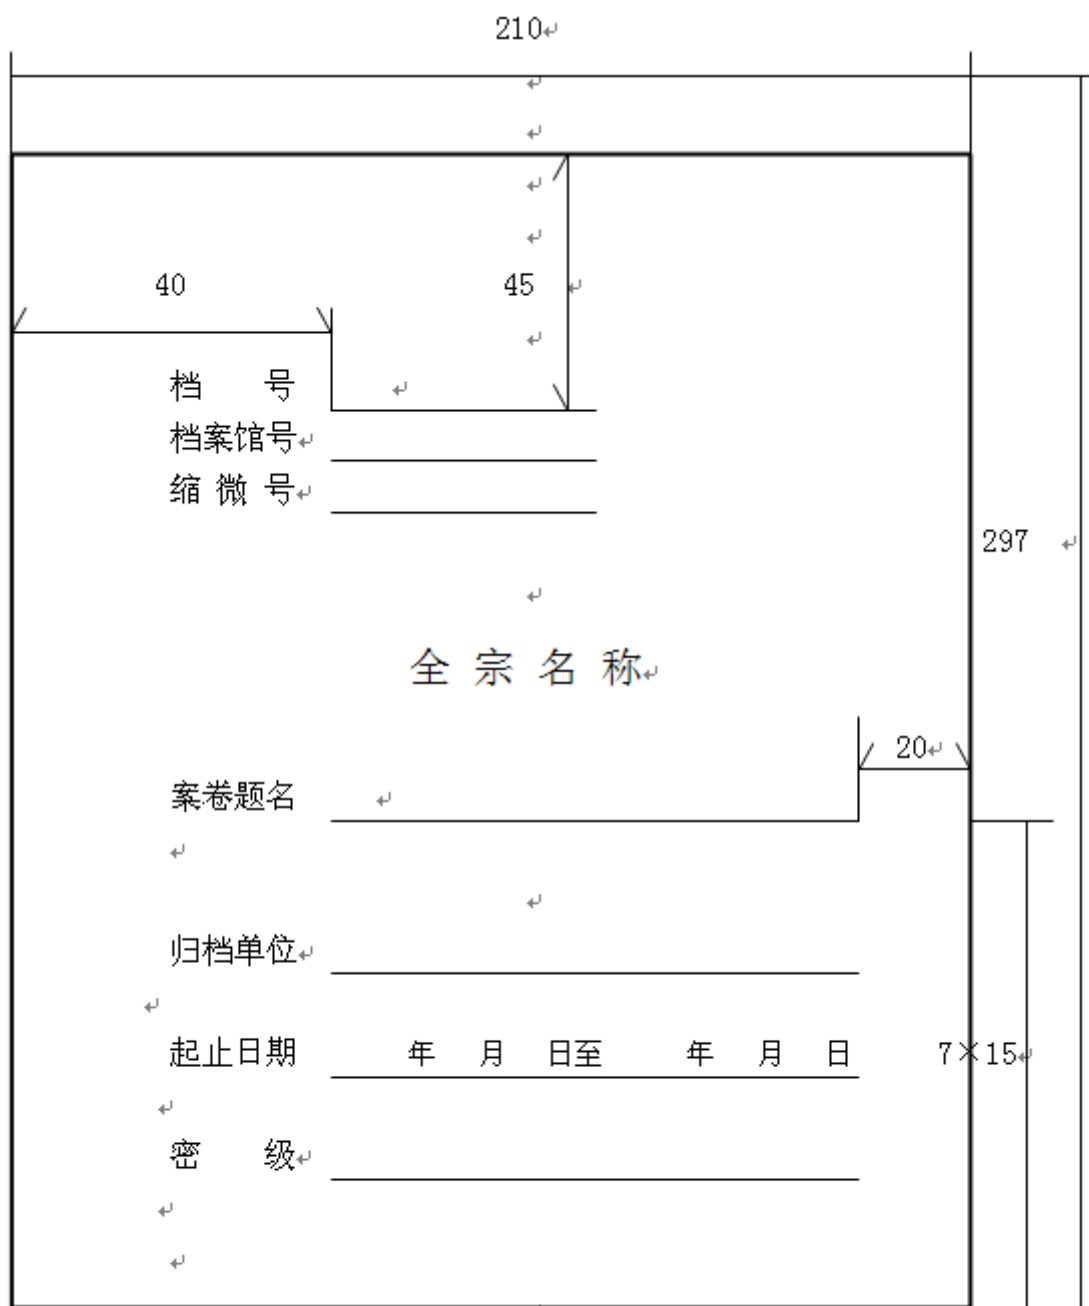 210
40 45
档 号
档案馆号
缩 微 号
297
全 宗 名 称
20
案卷题名
归档单位
起止日期 年 月 日至 年 月 日 7×15
密 级